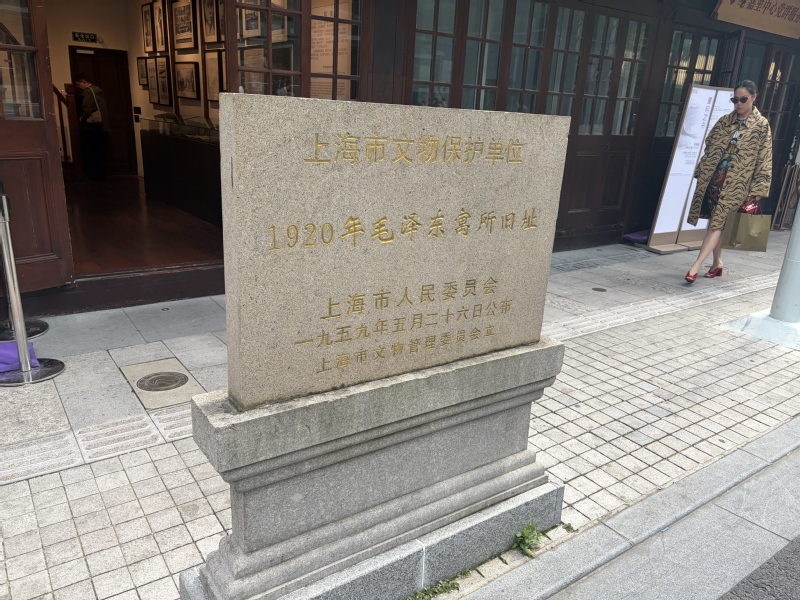 上海市文物保护单位
1920年毛泽东寓所旧址
上海市人民委员会
一九五九年五月二十六日公布
上海市文物管理委员会立